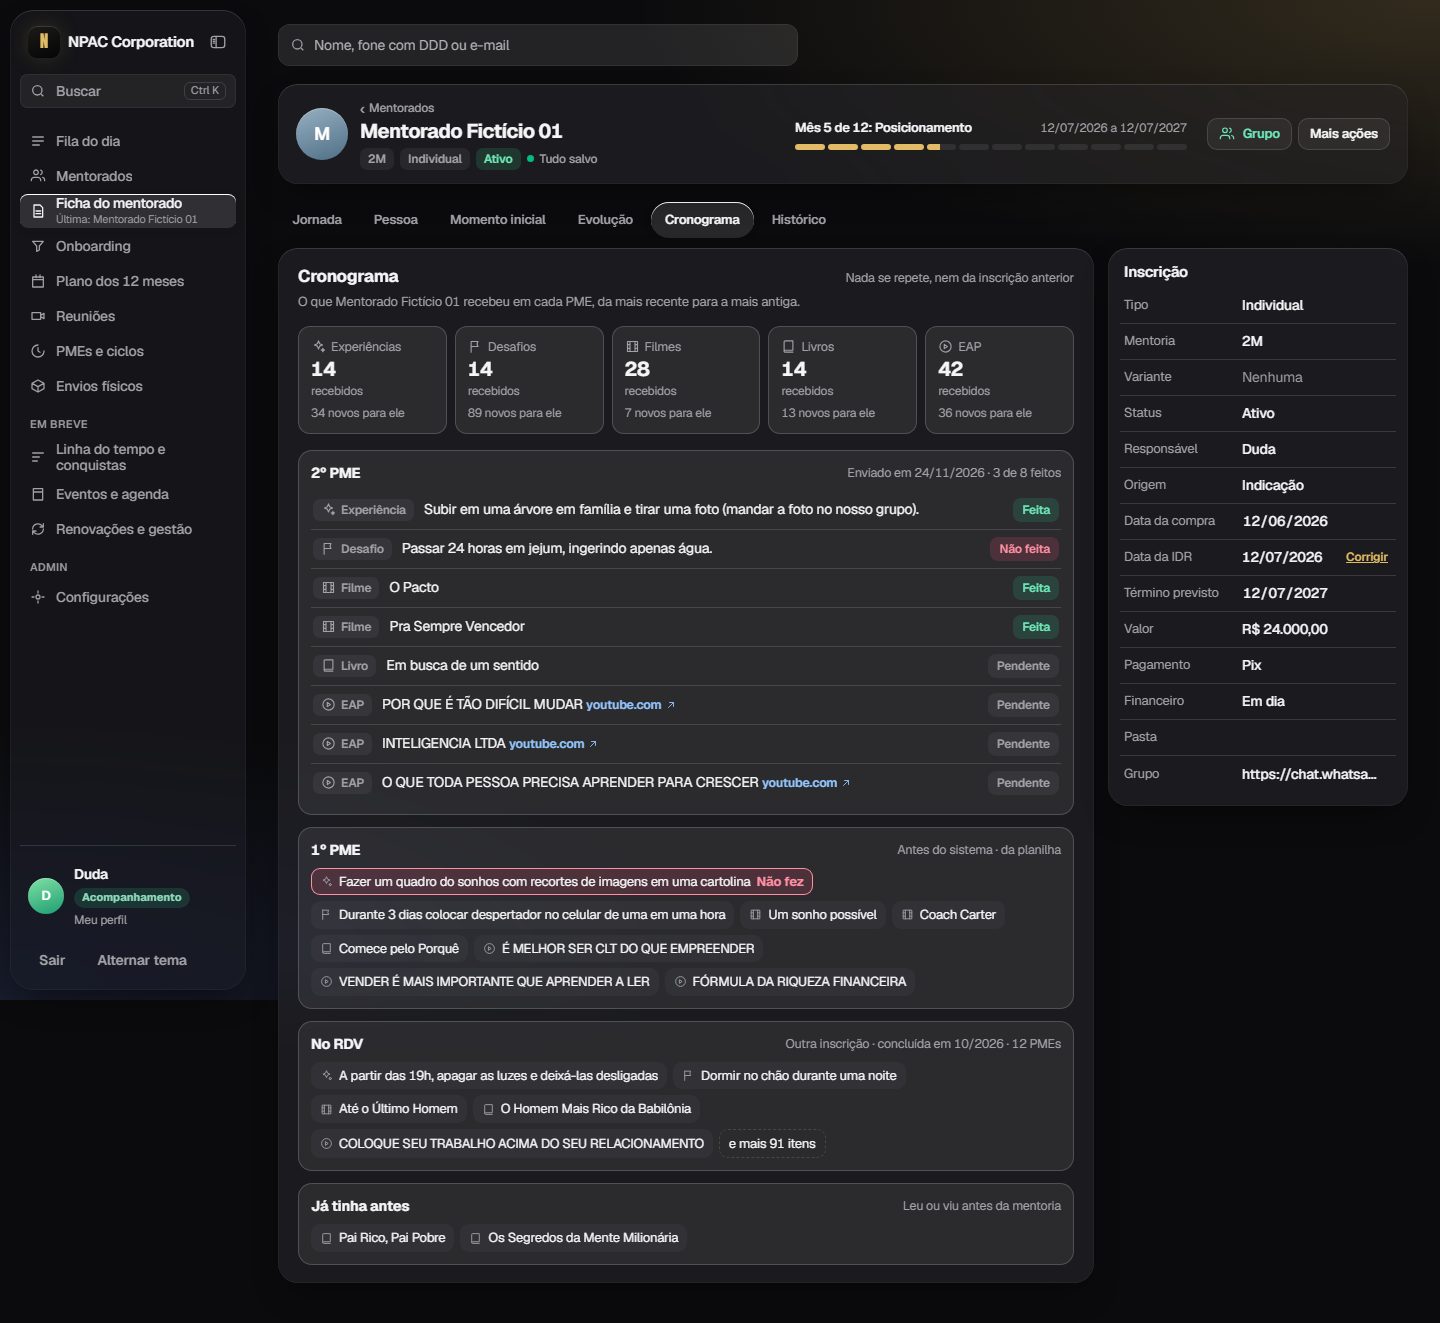 N
NPAC Corporation
Buscar
Ctrl K
Fila do dia
Mentorados
Ficha do mentorado
Última: Mentorado Fictício 01
Onboarding
Plano dos 12 meses
Reuniões
PMEs e ciclos
Envios físicos
EM BREVE
Linha do tempo e
conquistas
Eventos e agenda
Renovações e gestão
ADMIN
Configurações
D
Duda
Acompanhamento
Meu perfil
Sair
Alternar tema
Nome, fone com DDD ou e-mail
M
‹ Mentorados
Mentorado Fictício 01
2M
Individual
Ativo
Tudo salvo
Mês 5 de 12: Posicionamento
12/07/2026 a 12/07/2027
Grupo
Mais ações
Jornada
Pessoa
Momento inicial
Evolução
Cronograma
Histórico
Cronograma
Nada se repete, nem da inscrição anterior
O que Mentorado Fictício 01 recebeu em cada PME, da mais recente para a mais antiga.
Experiências
14
recebidos
34 novos para ele
Desafios
14
recebidos
89 novos para ele
Filmes
28
recebidos
7 novos para ele
Livros
14
recebidos
13 novos para ele
EAP
42
recebidos
36 novos para ele
2º PME
Enviado em 24/11/2026 · 3 de 8 feitos
Experiência
Subir em uma árvore em família e tirar uma foto (mandar a foto no nosso grupo).
Feita
Desafio
Passar 24 horas em jejum, ingerindo apenas água.
Não feita
Filme
O Pacto
Feita
Filme
Pra Sempre Vencedor
Feita
Livro
Em busca de um sentido
Pendente
EAP
POR QUE É TÃO DIFÍCIL MUDAR youtube.com ↗
Pendente
EAP
INTELIGENCIA LTDA youtube.com ↗
Pendente
EAP
O QUE TODA PESSOA PRECISA APRENDER PARA CRESCER youtube.com ↗
Pendente
1º PME
Antes do sistema · da planilha
Fazer um quadro do sonhos com recortes de imagens em uma cartolina Não fez
Durante 3 dias colocar despertador no celular de uma em uma hora
Um sonho possível
Coach Carter
Comece pelo Porquê
É MELHOR SER CLT DO QUE EMPREENDER
VENDER É MAIS IMPORTANTE QUE APRENDER A LER
FÓRMULA DA RIQUEZA FINANCEIRA
No RDV
Outra inscrição · concluída em 10/2026 · 12 PMEs
A partir das 19h, apagar as luzes e deixá-las desligadas
Dormir no chão durante uma noite
Até o Último Homem
O Homem Mais Rico da Babilônia
COLOQUE SEU TRABALHO ACIMA DO SEU RELACIONAMENTO
e mais 91 itens
Já tinha antes
Leu ou viu antes da mentoria
Pai Rico, Pai Pobre
Os Segredos da Mente Milionária
Inscrição
Tipo
Individual
Mentoria
2M
Variante
Nenhuma
Status
Ativo
Responsável
Duda
Origem
Indicação
Data da compra
12/06/2026
Data da IDR
12/07/2026
Corrigir
Término previsto
12/07/2027
Valor
R$ 24.000,00
Pagamento
Pix
Financeiro
Em dia
Pasta
Grupo
https://chat.whatsa...